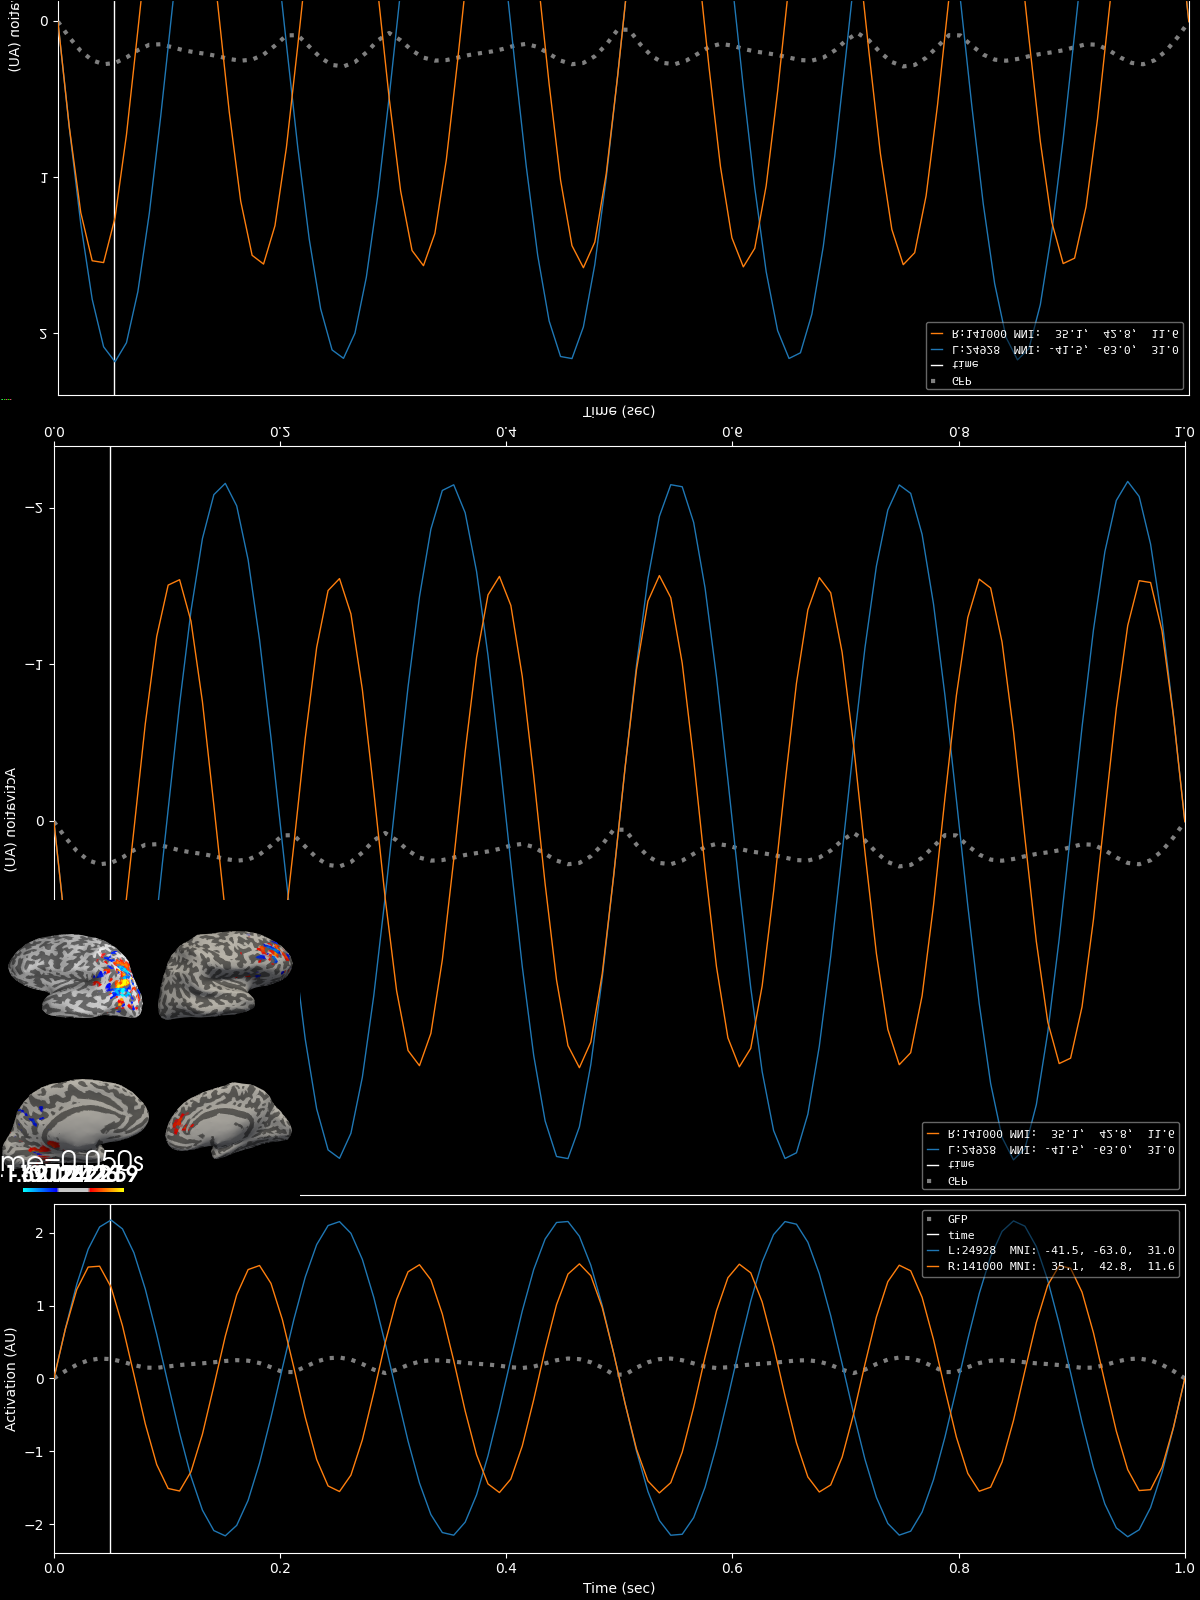 Activation (AU)
0
1
2
R:141000 MNI:  35.1,  42.8,  11.6
L:24928  MNI: -41.5, -63.0,  31.0
time
GFP
Time (sec)
0.0 0.2 0.4 0.6 0.8 1.0
−2
−1
0
Activation (AU)
R:141000 MNI:  35.1,  42.8,  11.6
L:24928  MNI: -41.5, -63.0,  31.0
time
GFP
me=0.050s
2
1
0
−1
−2
Activation (AU)
GFP
time
L:24928  MNI: -41.5, -63.0,  31.0
R:141000 MNI:  35.1,  42.8,  11.6
0.0 0.2 0.4 0.6 0.8 1.0
Time (sec)